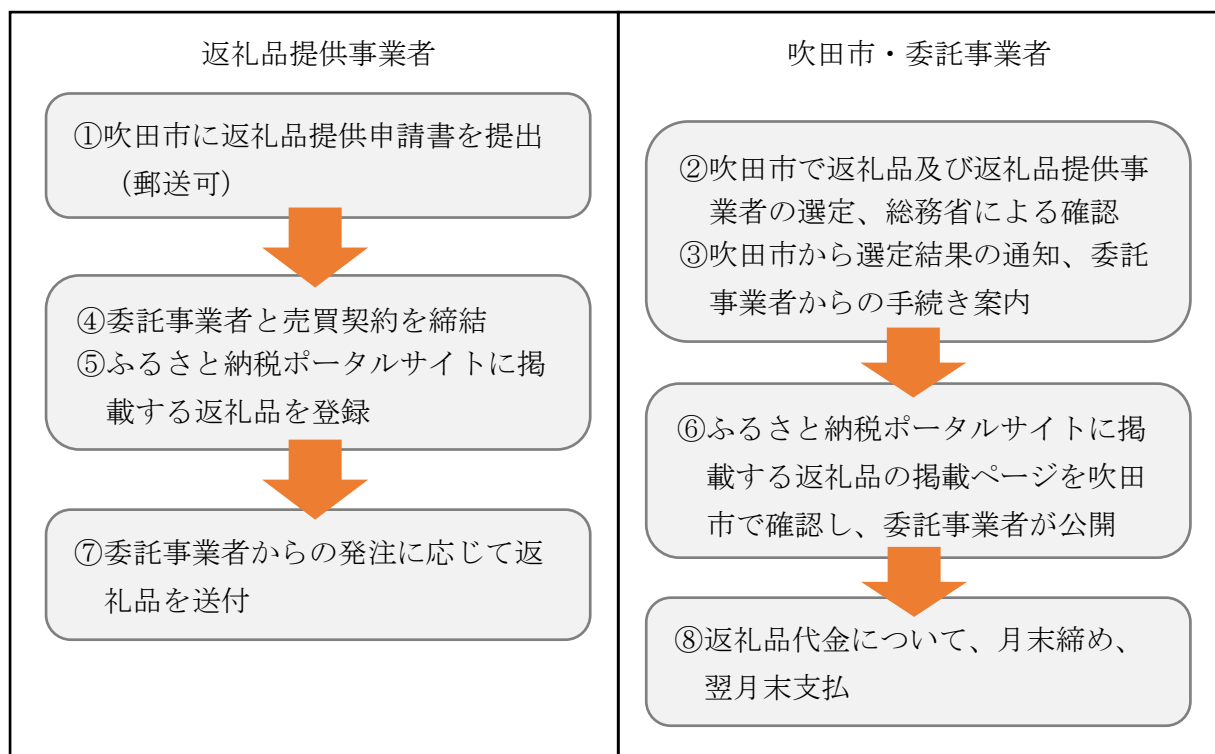 返礼品提供事業者
①吹田市に返礼品提供申請書を提出
（郵送可）
④委託事業者と売買契約を締結
⑤ふるさと納税ポータルサイトに掲
載する返礼品を登録
⑦委託事業者からの発注に応じて返
礼品を送付
吹田市・委託事業者
②吹田市で返礼品及び返礼品提供事
業者の選定、総務省による確認
③吹田市から選定結果の通知、委託
事業者からの手続き案内
⑥ふるさと納税ポータルサイトに掲
載する返礼品の掲載ページを吹田
市で確認し、委託事業者が公開
⑧返礼品代金について、月末締め、
翌月末支払